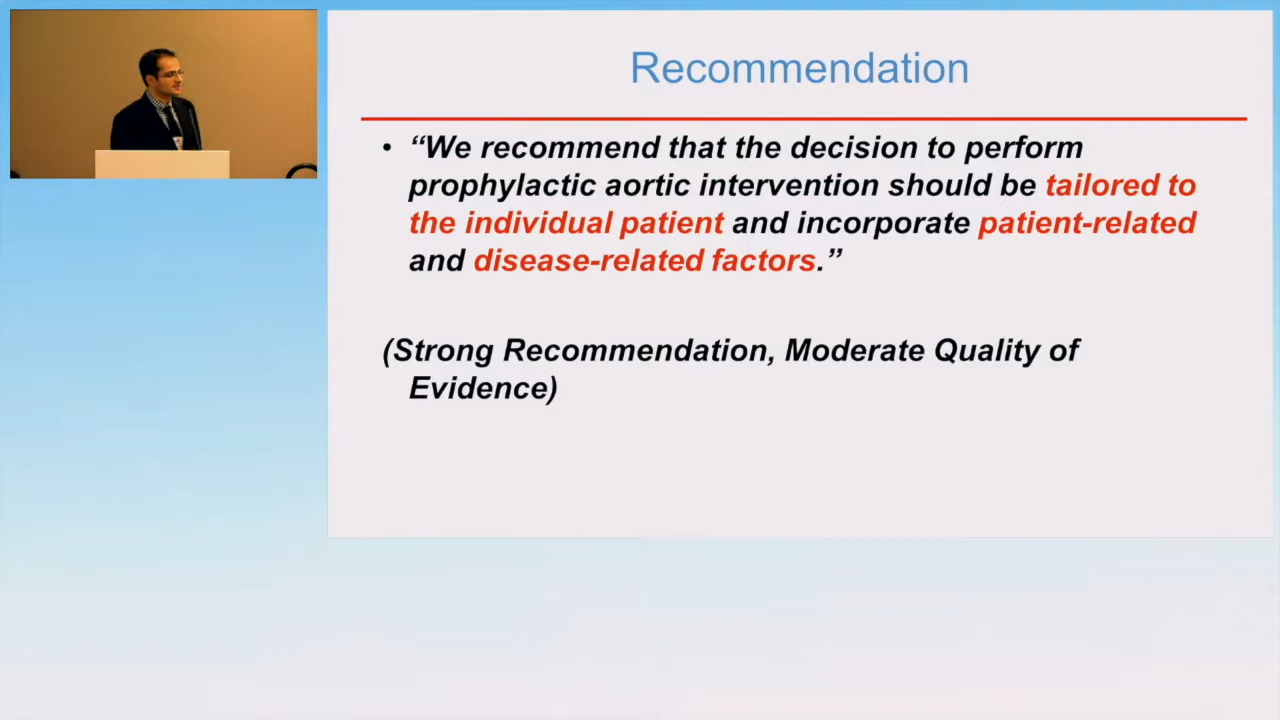 Recommendation
• “We recommend that the decision to perform
prophylactic aortic intervention should be tailored to
the individual patient and incorporate patient-related
and disease-related factors.”
(Strong Recommendation, Moderate Quality of
Evidence)